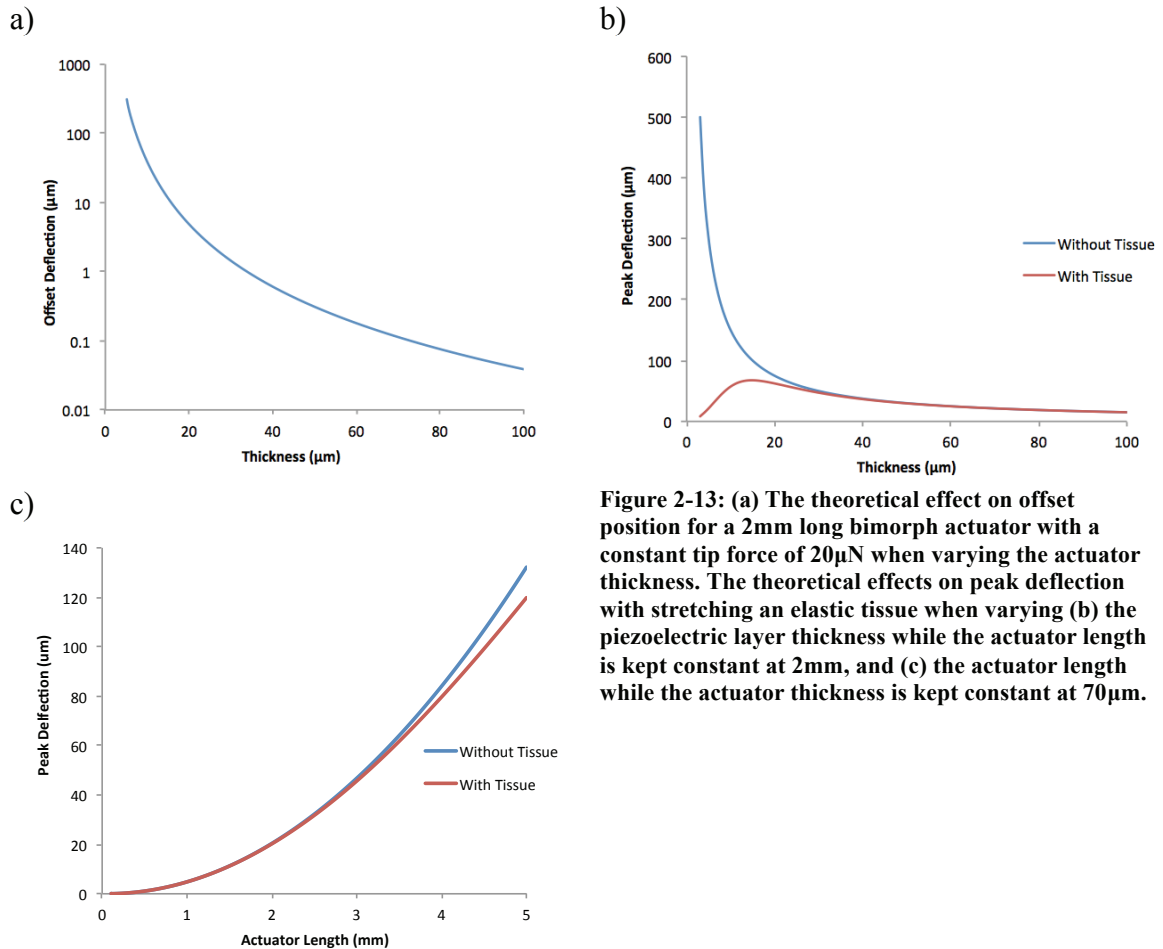 a)
1000
100
10
1
0.1
0.01
0
20
40
60
80
100
Offset Deflection (µm)
Thickness (µm)
b)
600
500
400
300
200
100
0
0
20
40
60
80
100
Peak Deflection (µm)
Thickness (µm)
Without Tissue
With Tissue
c)
140
120
100
80
60
40
20
0
0
1
2
3
4
5
Peak Delfection (um)
Actuator Length (mm)
Without Tissue
With Tissue
Figure 2-13: (a) The theoretical effect on offset
position for a 2mm long bimorph actuator with a
constant tip force of 20µN when varying the actuator
thickness. The theoretical effects on peak deflection
with stretching an elastic tissue when varying (b) the
piezoelectric layer thickness while the actuator length
is kept constant at 2mm, and (c) the actuator length
while the actuator thickness is kept constant at 70µm.